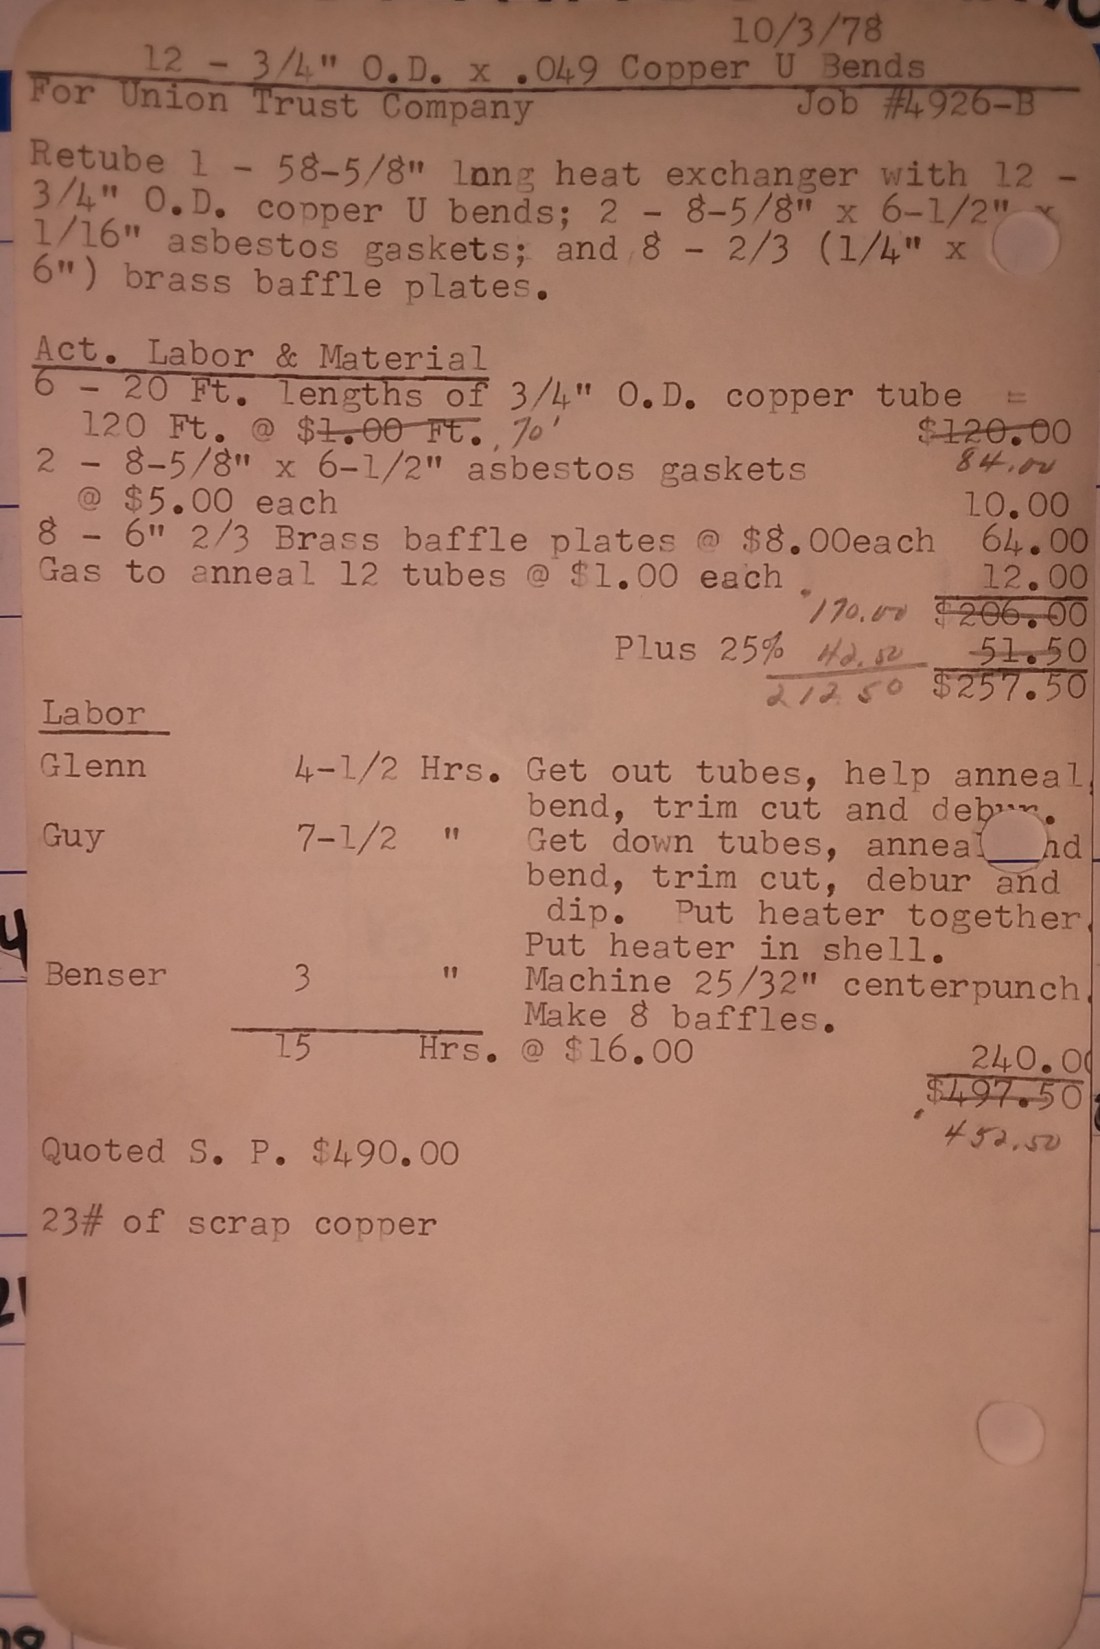 10/3/78
12 - 3/4" O.D. x .049 Copper U Bends
For Union Trust Company Job #4926-B
Retube 1 - 58-5/8" long heat exchanger with 12 -
3/4" O.D. copper U bends; 2 - 8-5/8" x 6-1/2" x
1/16" asbestos gaskets; and 8 - 2/3 (1/4" x
6") brass baffle plates.
Act. Labor & Material
6 - 20 Ft. lengths of 3/4" O.D. copper tube =
120 Ft. @ $1.00 Ft. .70' $120.00
2 - 8-5/8" x 6-1/2" asbestos gaskets 84.00
@ $5.00 each 10.00
8 - 6" 2/3 Brass baffle plates @ $8.00each 64.00
Gas to anneal 12 tubes @ $1.00 each 12.00
170.00 $206.00
Plus 25% 42.50 51.50
212 50 $257.50
Labor
Glenn 4-1/2 Hrs. Get out tubes, help anneal,
bend, trim cut and debur.
Guy 7-1/2 " Get down tubes, anneal and
bend, trim cut, debur and
dip. Put heater together.
Put heater in shell.
Benser 3 " Machine 25/32" centerpunch.
Make 8 baffles.
15 Hrs. @ $16.00 240.00
$497.50
452.50
Quoted S. P. $490.00
23# of scrap copper